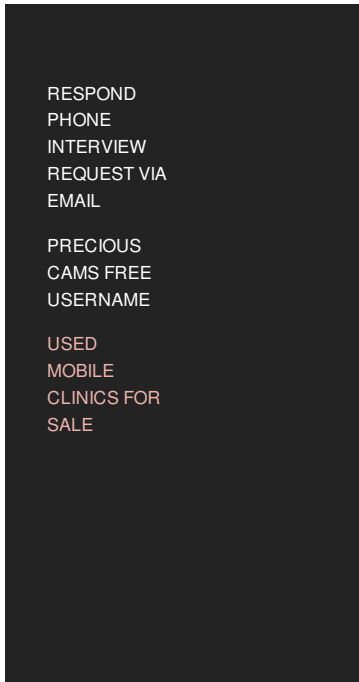 RESPOND
PHONE
INTERVIEW
REQUEST VIA
EMAIL
PRECIOUS
CAMS FREE
USERNAME
USED
MOBILE
CLINICS FOR
SALE